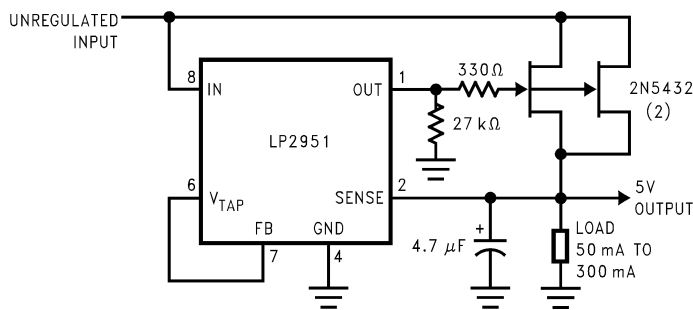 UNREGULATED
INPUT
8
IN
OUT
1
330Ω
2N5432
(2)
27 kΩ
LP2951
6
VTAP
SENSE
2
5V
OUTPUT
FB
GND
7
4
+
4.7 μF
LOAD
50 mA TO
300 mA